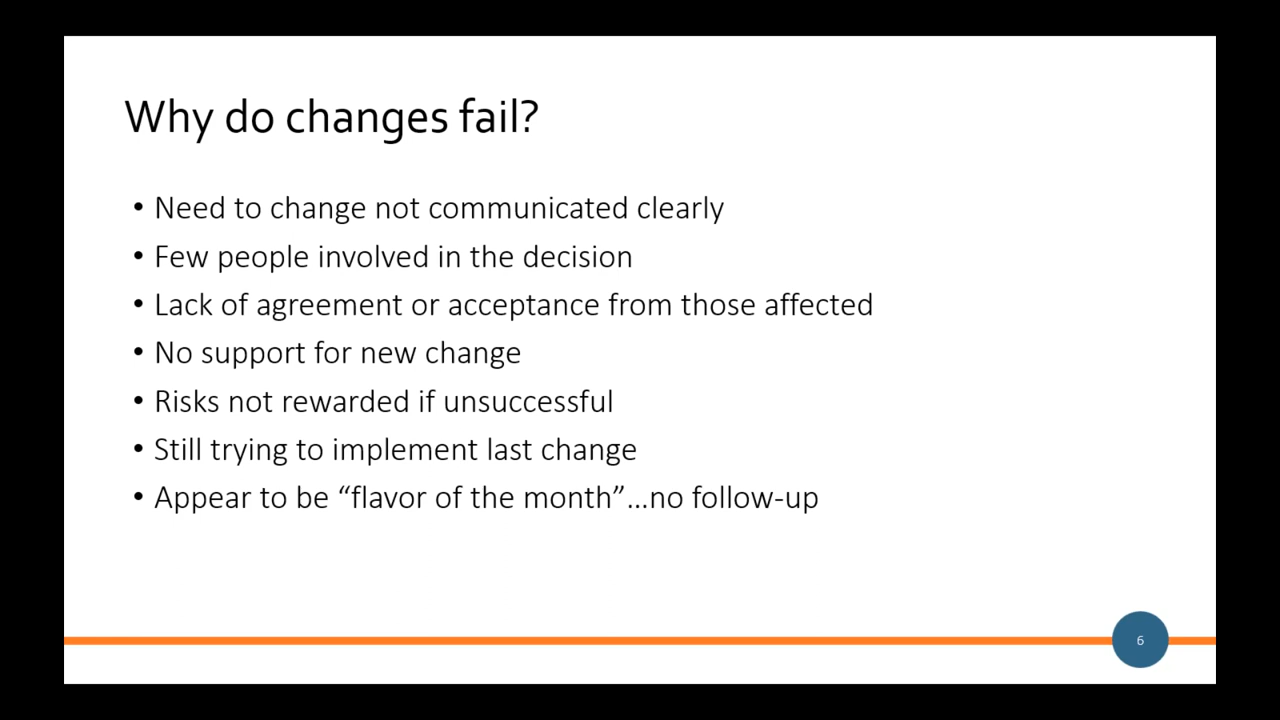 Why do changes fail?
• Need to change not communicated clearly
• Few people involved in the decision
• Lack of agreement or acceptance from those affected
• No support for new change
• Risks not rewarded if unsuccessful
• Still trying to implement last change
• Appear to be “flavor of the month”…no follow-up
6